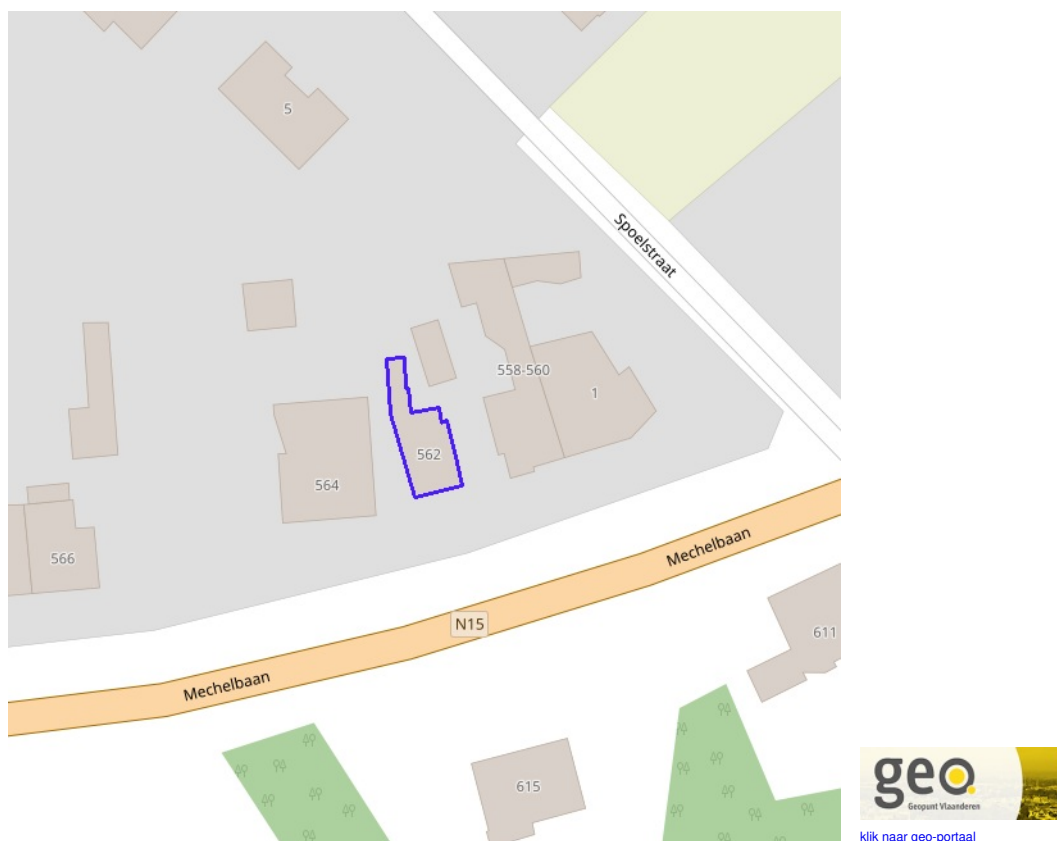 5
Spoelstraat
558-560
1
562
564
566
Mechelbaan
611
N15
Mechelbaan
615
geo.
Geopunt Vlaanderen
klik naar geo-portaal